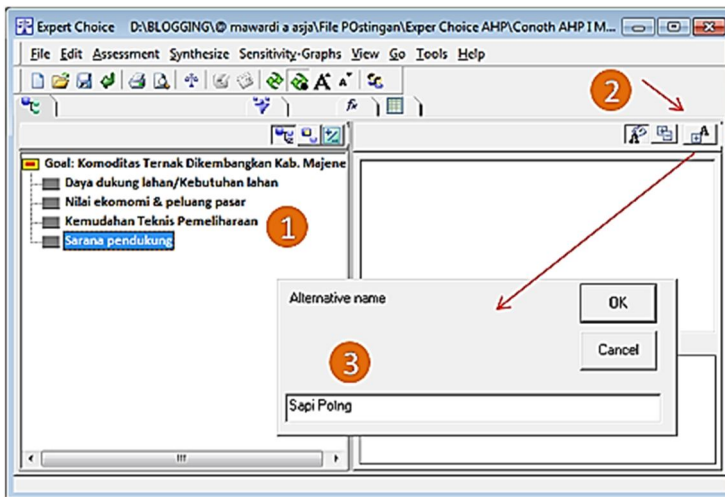 Expert Choice D:\BLOGGING\@ mawardi a asja\File POstingan\Exper Choice AHP\Conoth AHP I M...
File Edit Assessment Synthesize Sensitivity-Graphs View Go Tools Help
2
Goal: Komoditas Ternak Dikembangkan Kab. Majene
Daya dukung lahan/Kebutuhan lahan
Nilai ekomomi & peluang pasar
Kemudahan Teknis Pemeliharaan
1
Sarana pendukung
Alternative name
OK
Cancel
3
Sapi Polng